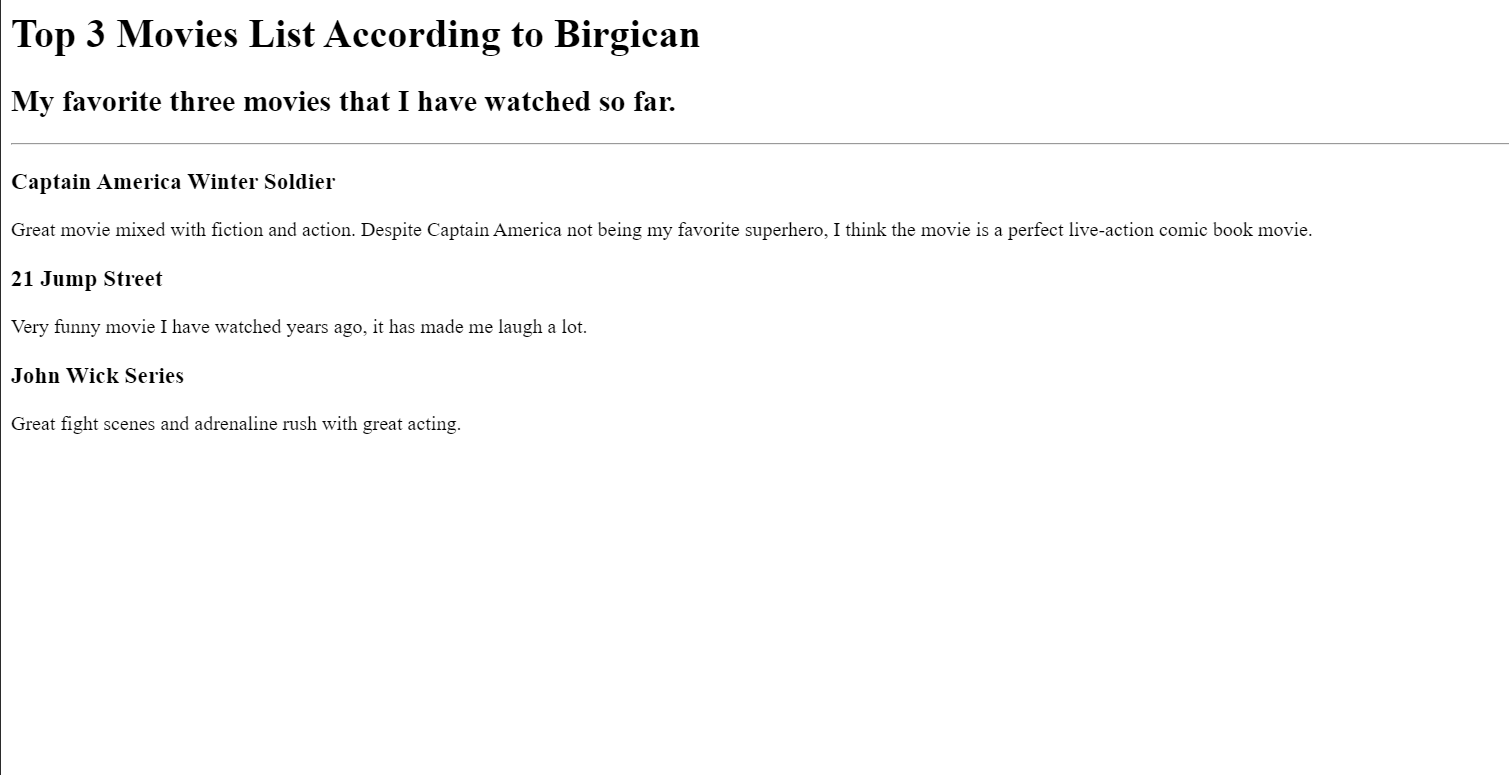 Top 3 Movies List According to Birgican
My favorite three movies that I have watched so far.
Captain America Winter Soldier
Great movie mixed with fiction and action. Despite Captain America not being my favorite superhero, I think the movie is a perfect live-action comic book movie.
21 Jump Street
Very funny movie I have watched years ago, it has made me laugh a lot.
John Wick Series
Great fight scenes and adrenaline rush with great acting.